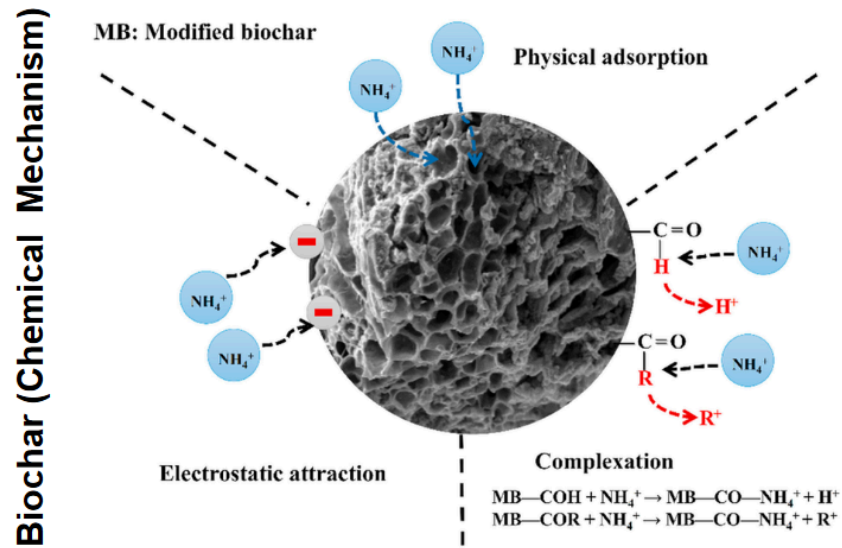 Biochar (Chemical Mechanism)
MB: Modified biochar
Physical adsorption
NH₄⁺
NH₄⁺
C=O
H
NH₄⁺
H⁺
NH₄⁺
NH₄⁺
C=O
R
NH₄⁺
R⁺
Electrostatic attraction
Complexation
MB—COH + NH₄⁺ → MB—CO—NH₄⁺ + H⁺
MB—COR + NH₄⁺ → MB—CO—NH₄⁺ + R⁺